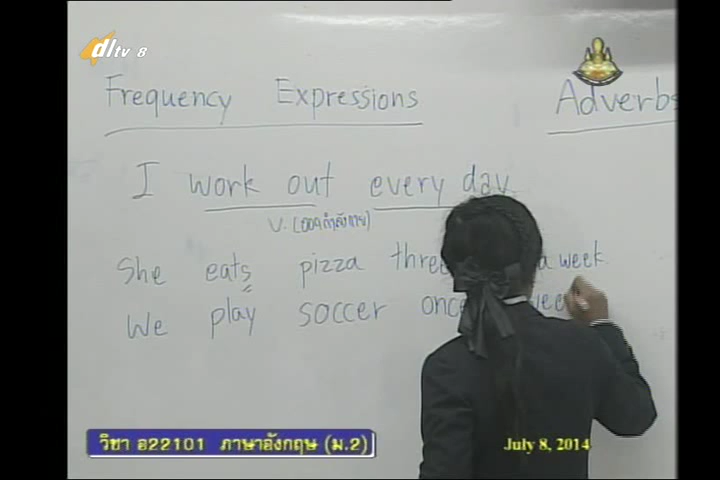 dltv 8
Frequency Expressions
Adverbs
I work out every day.
v. (ออกกำลังกาย)
She eats pizza three a week.
We play soccer once
วิชา อ22101 ภาษาอังกฤษ (ม.2)
July 8, 2014